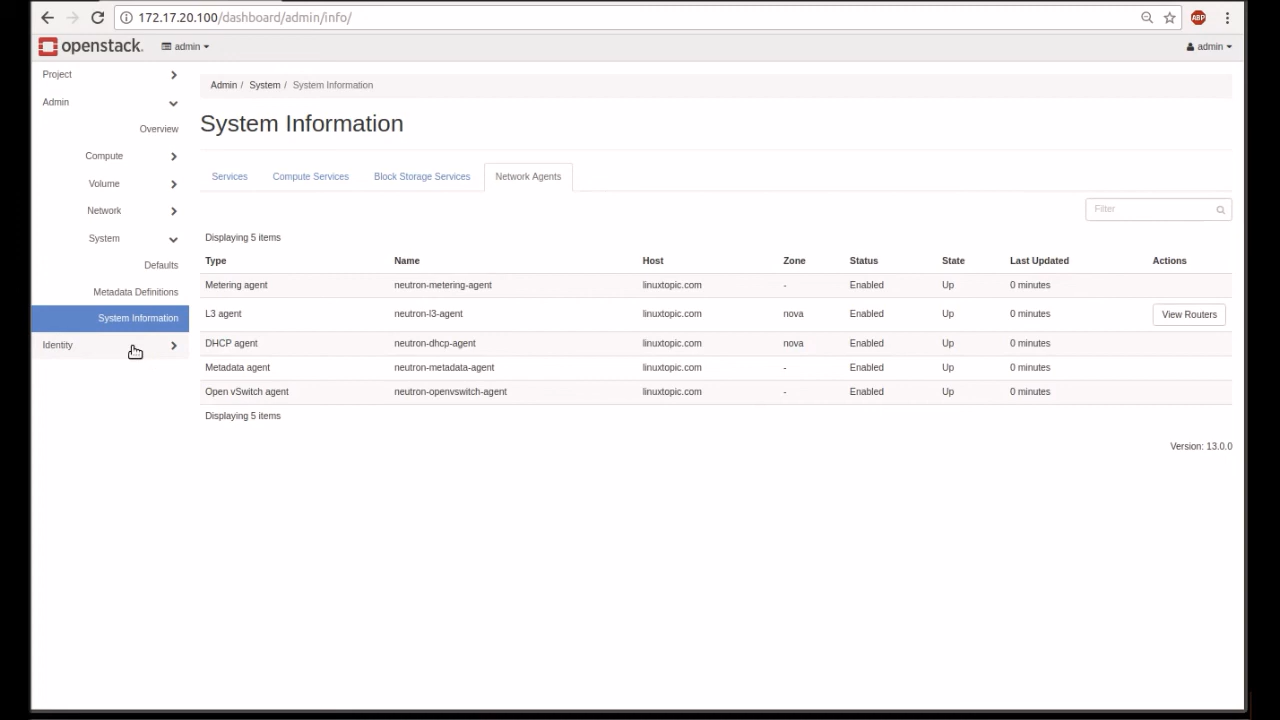 172.17.20.100/dashboard/admin/info/
ABP
openstack. admin admin
Project
Admin
Overview
Compute
Volume
Network
System
Defaults
Metadata Definitions
System Information
Identity
Admin / System / System Information
System Information
Services Compute Services Block Storage Services Network Agents
Filter
Displaying 5 items
Type Name Host Zone Status State Last Updated Actions
Metering agent neutron-metering-agent linuxtopic.com - Enabled Up 0 minutes
L3 agent neutron-l3-agent linuxtopic.com nova Enabled Up 0 minutes View Routers
DHCP agent neutron-dhcp-agent linuxtopic.com nova Enabled Up 0 minutes
Metadata agent neutron-metadata-agent linuxtopic.com - Enabled Up 0 minutes
Open vSwitch agent neutron-openvswitch-agent linuxtopic.com - Enabled Up 0 minutes
Displaying 5 items
Version: 13.0.0